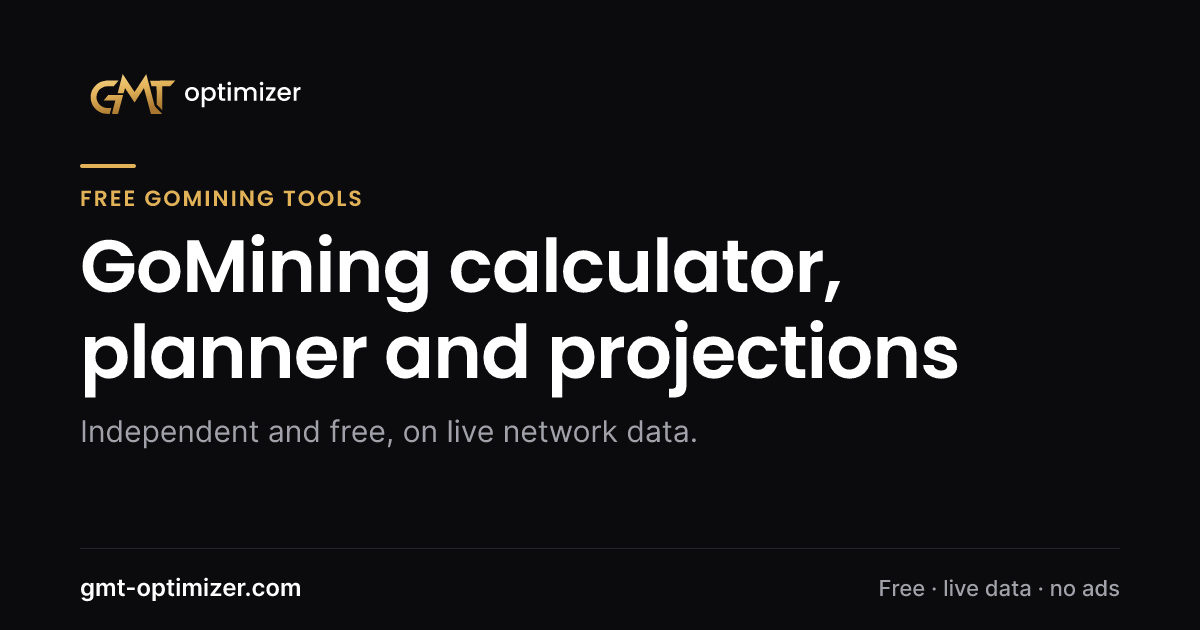 GMT optimizer
FREE GOMINING TOOLS
GoMining calculator,
planner and projections
Independent and free, on live network data.
gmt-optimizer.com
Free · live data · no ads